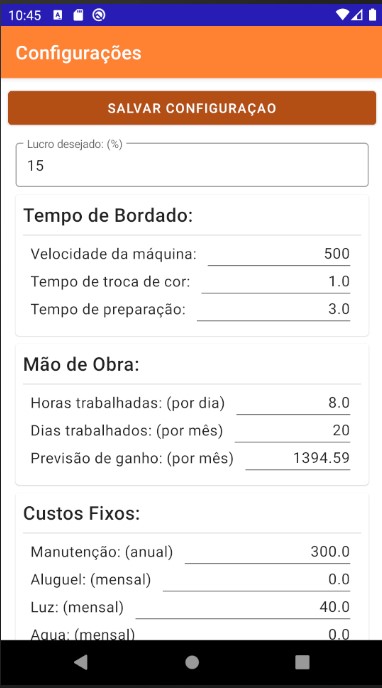 10:45
Configurações
SALVAR CONFIGURAÇAO
Lucro desejado: (%)
15
Tempo de Bordado:
Velocidade da máquina: 500
Tempo de troca de cor: 1.0
Tempo de preparação: 3.0
Mão de Obra:
Horas trabalhadas: (por dia) 8.0
Dias trabalhados: (por mês) 20
Previsão de ganho: (por mês) 1394.59
Custos Fixos:
Manutenção: (anual) 300.0
Aluguel: (mensal) 0.0
Luz: (mensal) 40.0
Agua: (mensal) 0.0